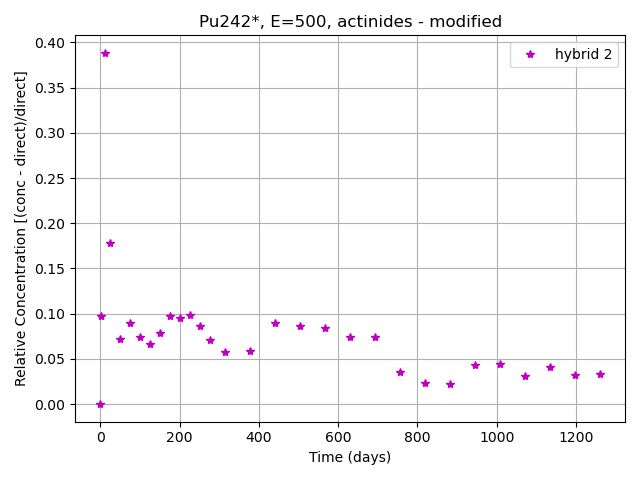 Pu242*, E=500, actinides - modified
hybrid 2
Relative Concentration [(conc - direct)/direct]
0.40
0.35
0.30
0.25
0.20
0.15
0.10
0.05
0.00
0 200 400 600 800 1000 1200
Time (days)